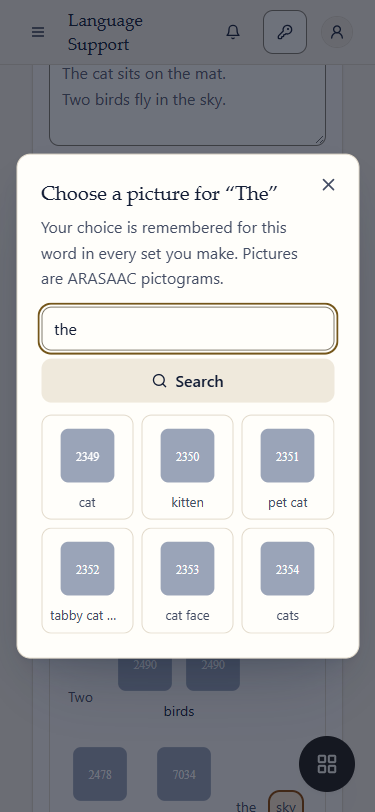 Language
Support
The cat sits on the mat.
Two birds fly in the sky.
Choose a picture for “The”
Your choice is remembered for this
word in every set you make. Pictures
are ARASAAC pictograms.
the
Search
2349
2350
2351
cat
kitten
pet cat
2352
2353
2354
tabby cat ...
cat face
cats
2490
2490
Two
birds
2478
7034
the
sky